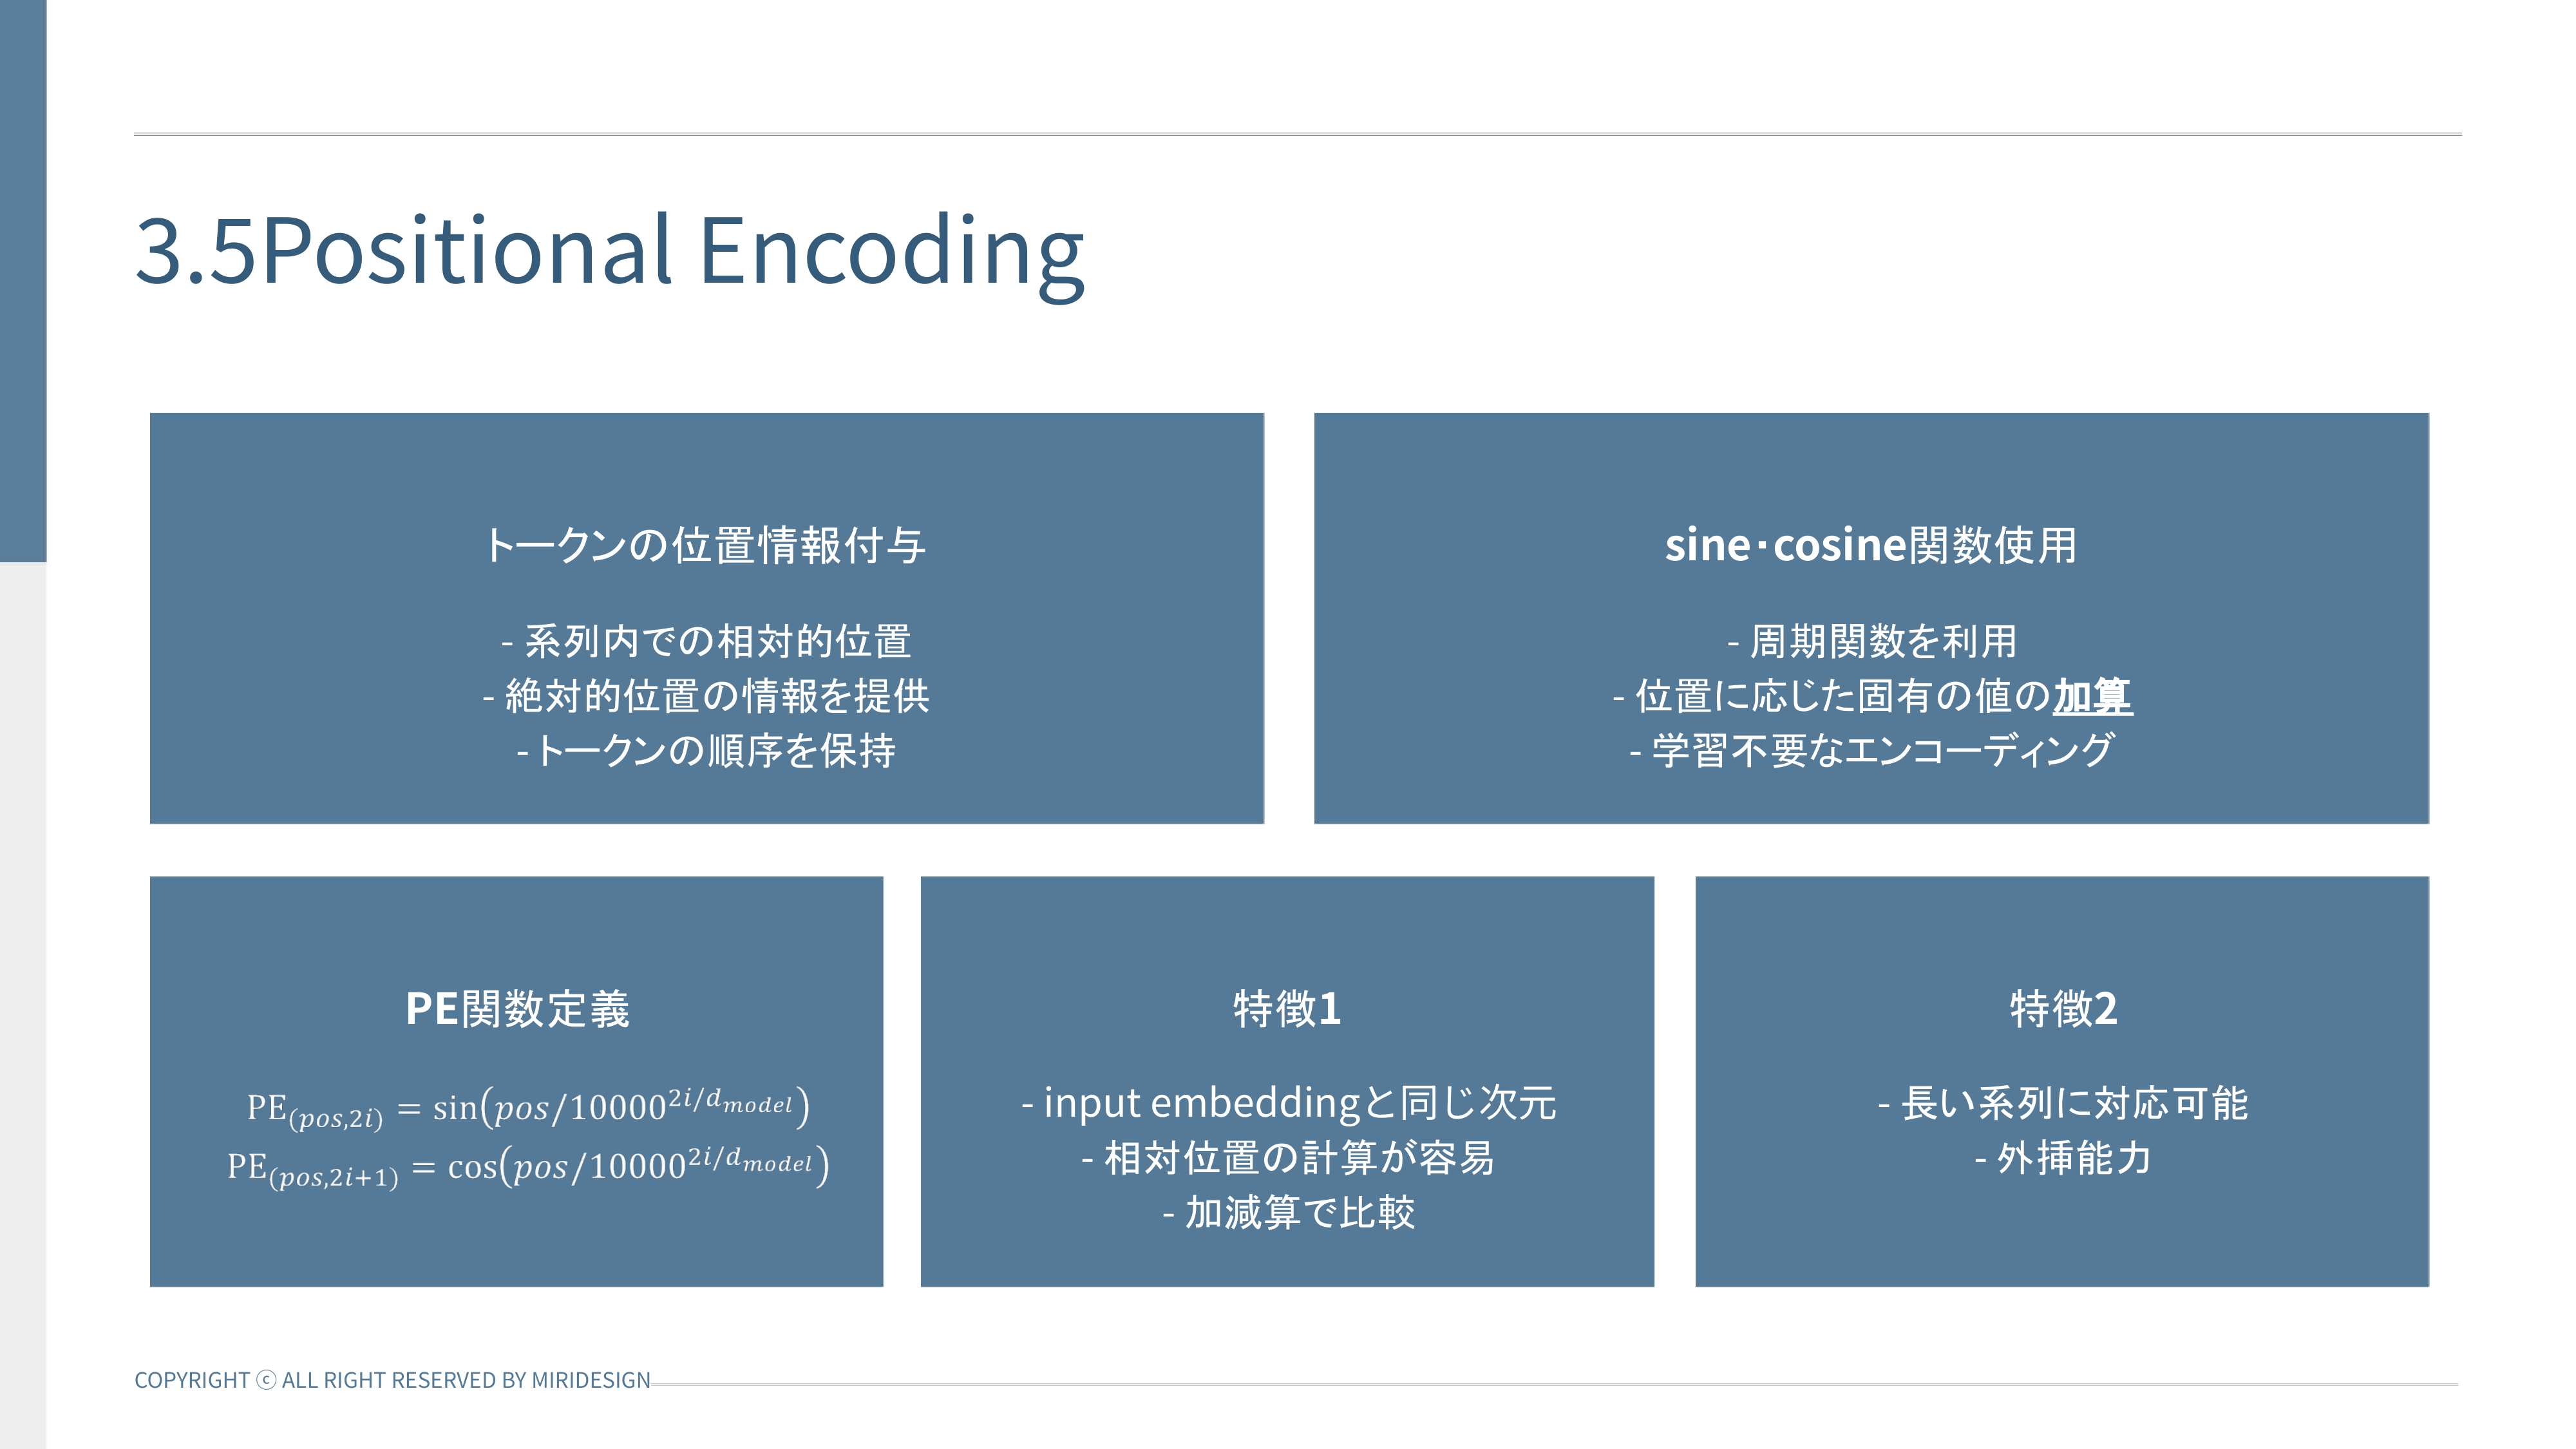 3.5Positional Encoding
トークンの位置情報付与
- 系列内での相対的位置
- 絶対的位置の情報を提供
- トークンの順序を保持
sine·cosine関数使用
- 周期関数を利用
- 位置に応じた固有の値の加算
- 学習不要なエンコーディング
PE関数定義
PE_(pos,2i) = sin(pos/10000^{2i/d_model})
PE_(pos,2i+1) = cos(pos/10000^{2i/d_model})
特徴1
- input embeddingと同じ次元
- 相対位置の計算が容易
- 加減算で比較
特徴2
- 長い系列に対応可能
- 外挿能力
COPYRIGHT ⓒ ALL RIGHT RESERVED BY MIRIDESIGN